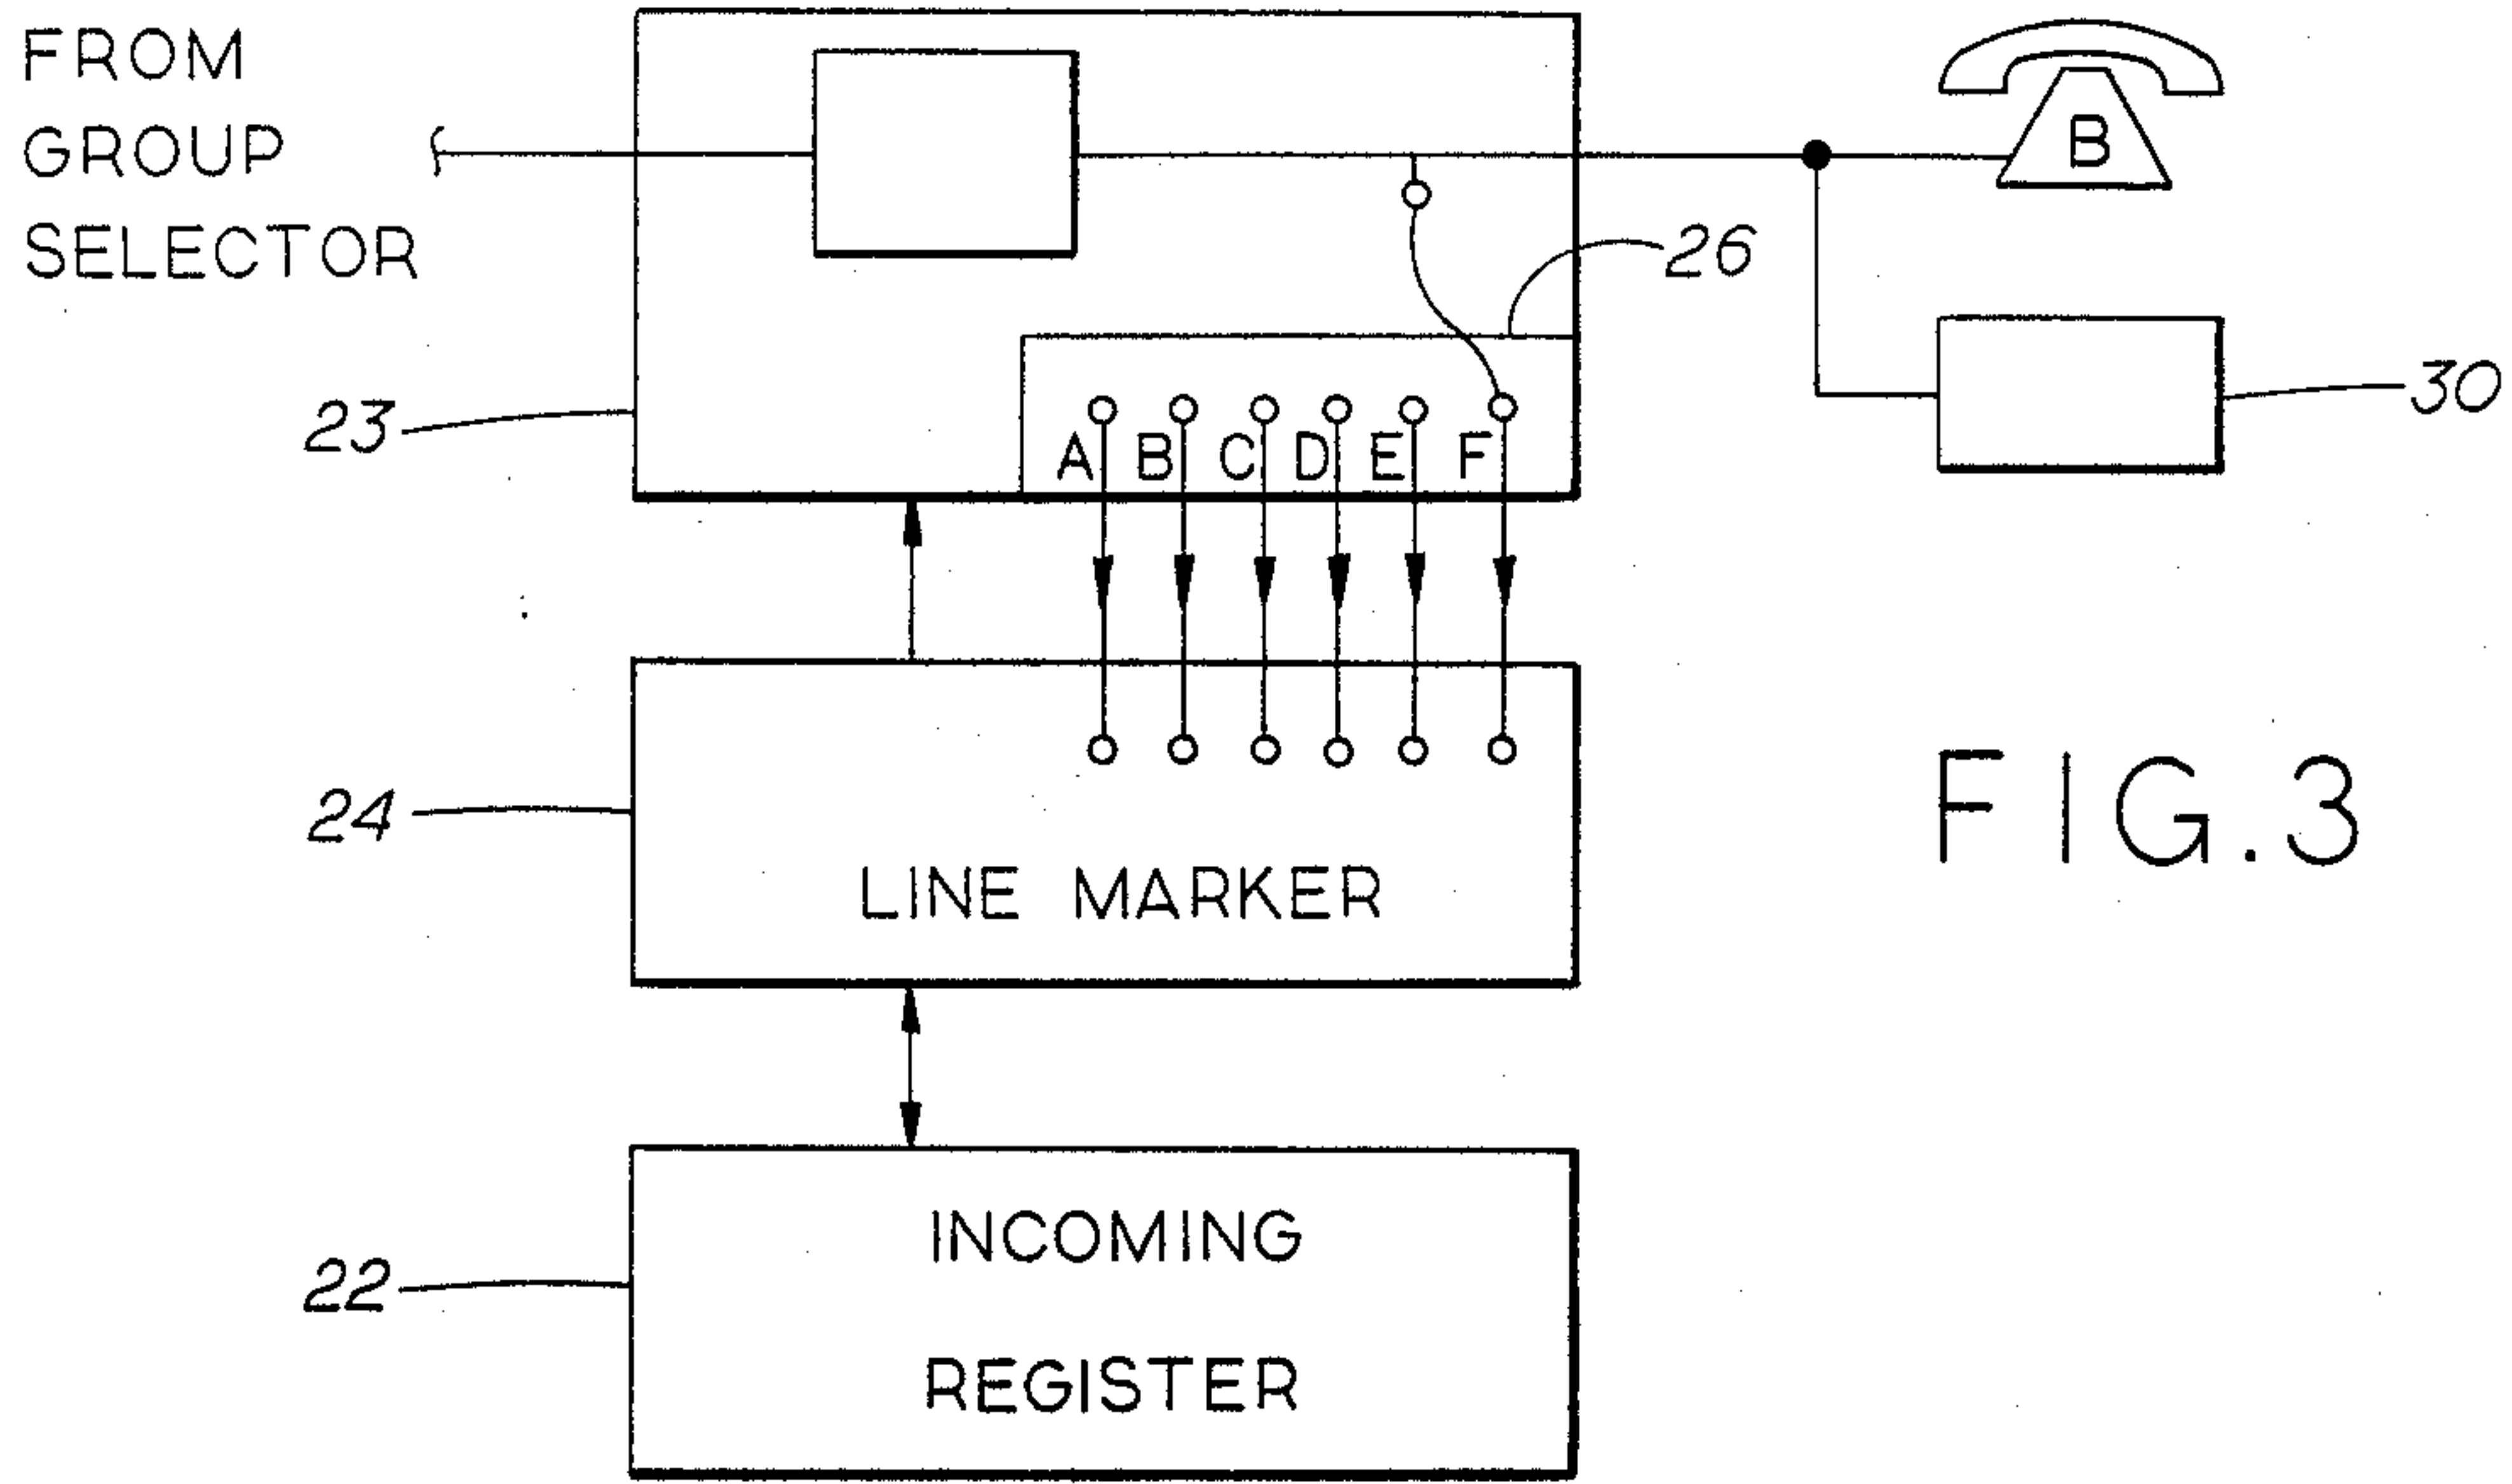 FROM
GROUP
SELECTOR
B
26
30
23
A B C D E F
24
LINE MARKER
FIG.3
22
INCOMING
REGISTER